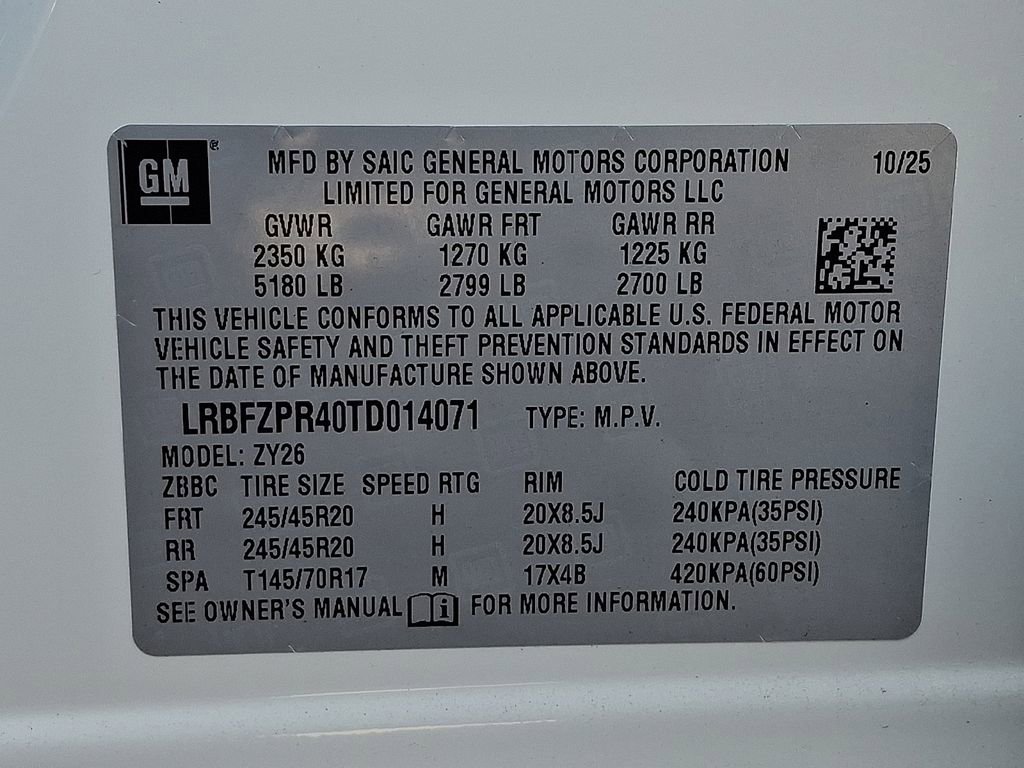 GM ®
MFD BY SAIC GENERAL MOTORS CORPORATION 10/25
LIMITED FOR GENERAL MOTORS LLC
GVWR GAWR FRT GAWR RR
2350 KG 1270 KG 1225 KG
5180 LB 2799 LB 2700 LB
THIS VEHICLE CONFORMS TO ALL APPLICABLE U.S. FEDERAL MOTOR
VEHICLE SAFETY AND THEFT PREVENTION STANDARDS IN EFFECT ON
THE DATE OF MANUFACTURE SHOWN ABOVE.
LRBFZPR40TD014071 TYPE: M.P.V.
MODEL: ZY26
ZBBC TIRE SIZE SPEED RTG RIM COLD TIRE PRESSURE
FRT 245/45R20 H 20X8.5J 240KPA(35PSI)
RR 245/45R20 H 20X8.5J 240KPA(35PSI)
SPA T145/70R17 M 17X4B 420KPA(60PSI)
SEE OWNER'S MANUAL i FOR MORE INFORMATION.